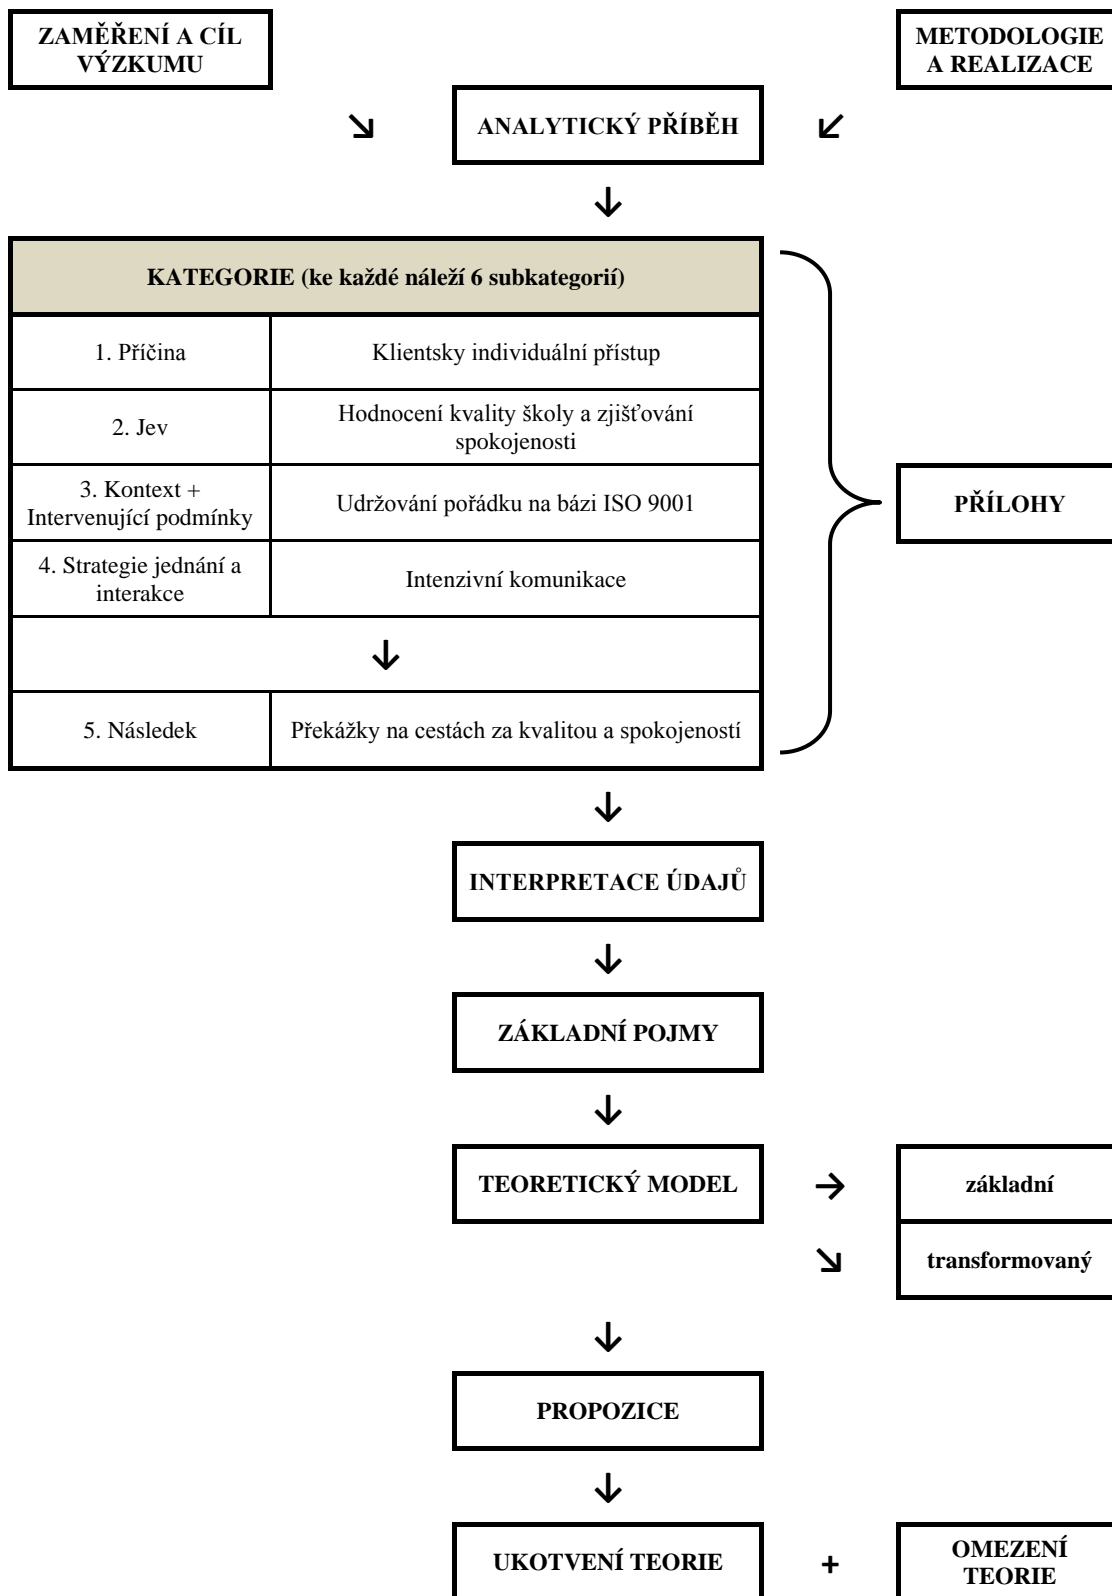 ZAMĚŘENÍ A CÍL
VÝZKUMU
METODOLOGIE
A REALIZACE
ANALYTICKÝ PŘÍBĚH
KATEGORIE (ke každé náleží 6 subkategorií)
1. Příčina
Klientsky individuální přístup
2. Jev
Hodnocení kvality školy a zjišťování
spokojenosti
3. Kontext +
Intervenující podmínky
Udržování pořádku na bázi ISO 9001
4. Strategie jednání a
interakce
Intenzivní komunikace
5. Následek
Překážky na cestách za kvalitou a spokojeností
PŘÍLOHY
INTERPRETACE ÚDAJŮ
ZÁKLADNÍ POJMY
TEORETICKÝ MODEL
základní
transformovaný
PROPOZICE
UKOTVENÍ TEORIE
+
OMEZENÍ
TEORIE